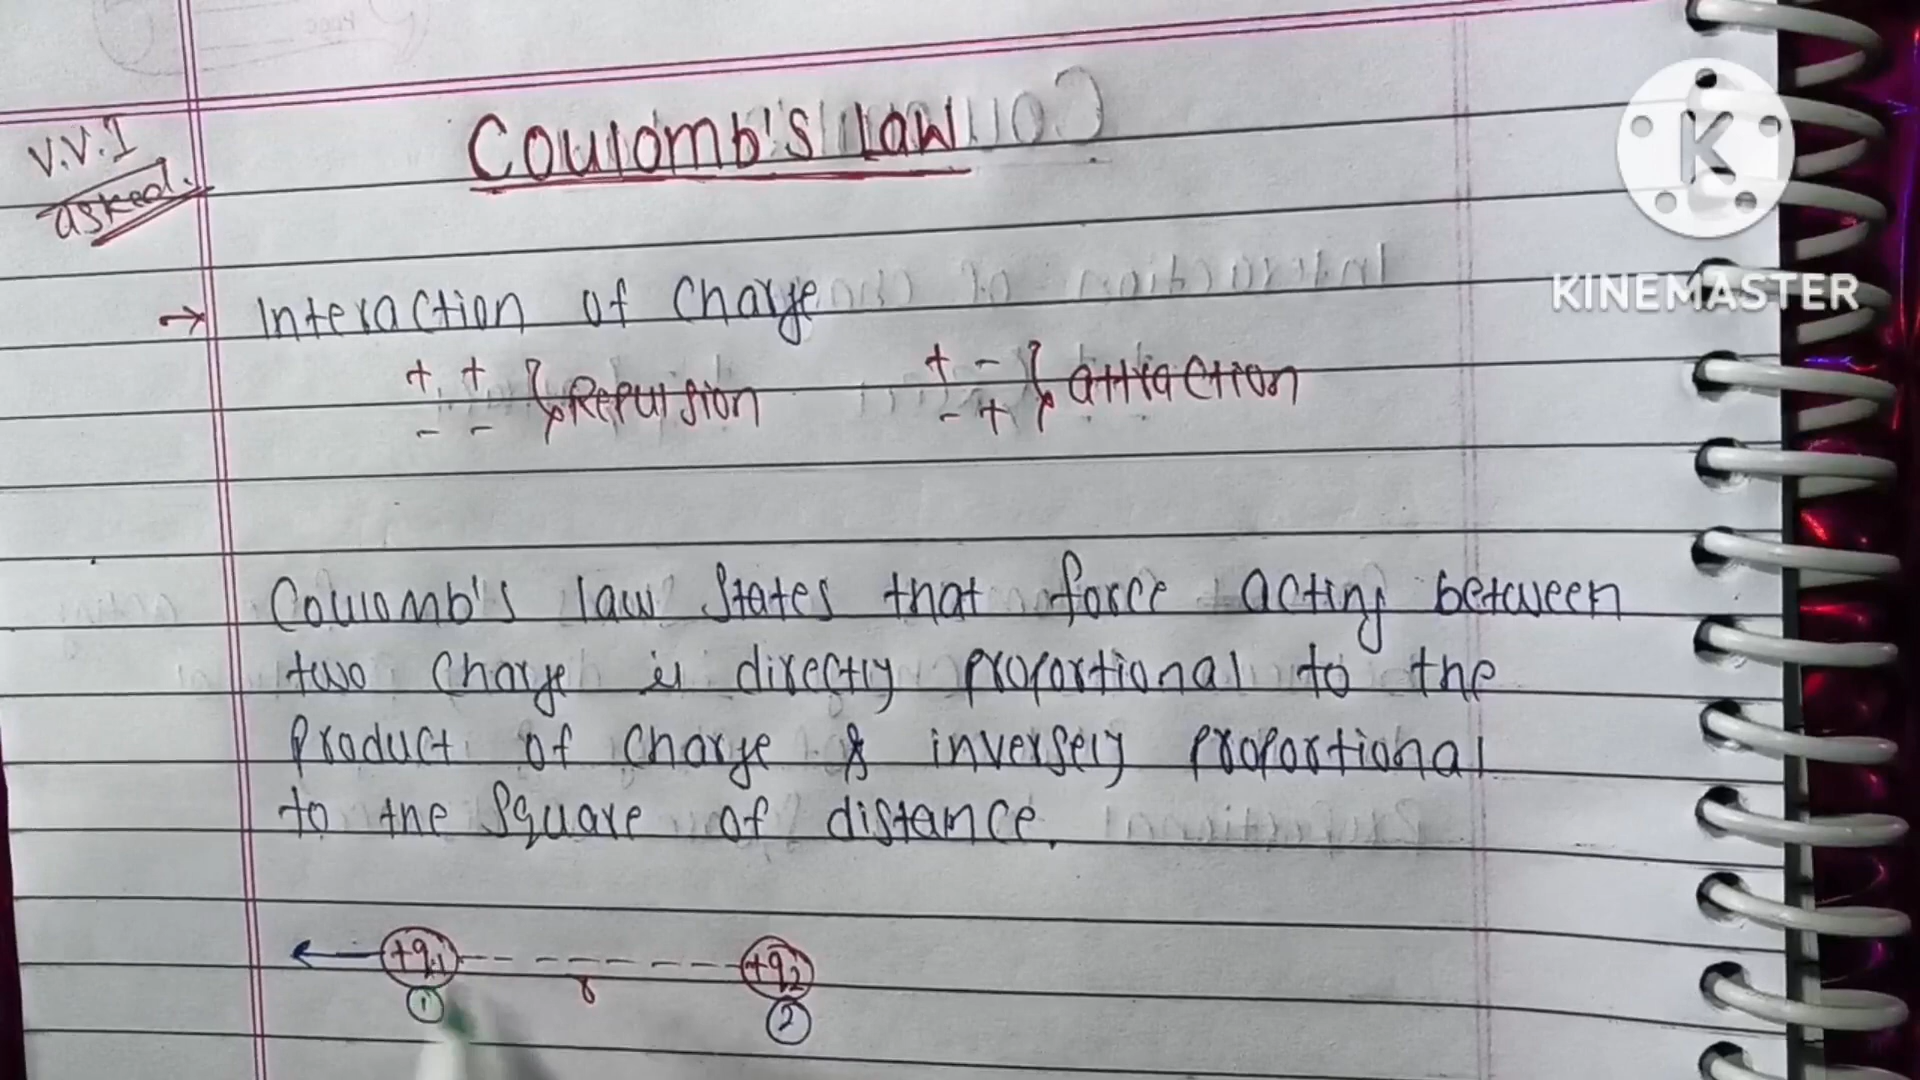 V.V.I
asked.
Coulomb's law
K
KINEMASTER
→ Interaction of Charge
+ + } Repulsion + - } attraction
- - - +
Coulomb's law states that force acting between
two charge is directly proportional to the
Product of charge & inversely proportional
to the square of distance.
+q1 r +q2
1 2